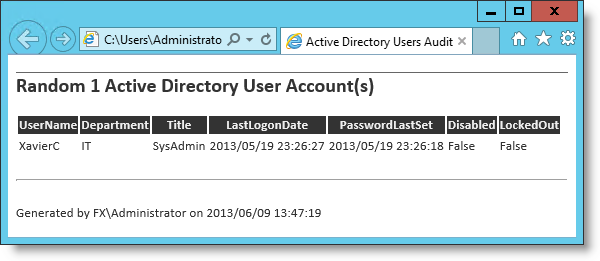 C:\Users\Administrato
Active Directory Users Audit
Random 1 Active Directory User Account(s)
UserName Department Title LastLogonDate PasswordLastSet Disabled LockedOut
XavierC IT SysAdmin 2013/05/19 23:26:27 2013/05/19 23:26:18 False False
Generated by FX\Administrator on 2013/06/09 13:47:19